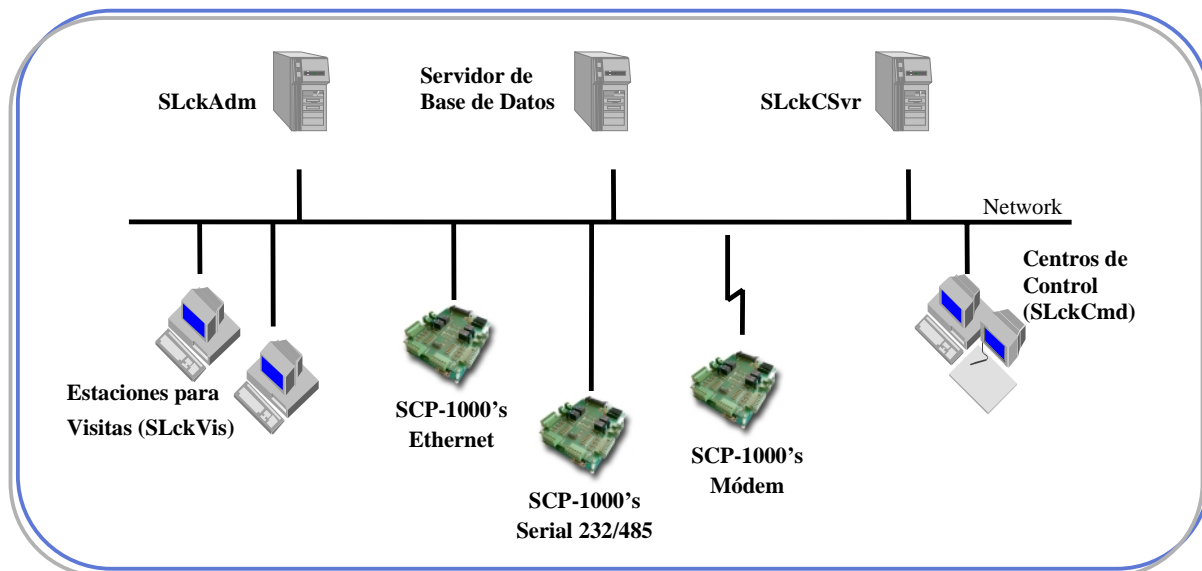 SLckAdm
Servidor de
Base de Datos
SLckCSvr
Network
Centros de
Control
(SLckCmd)
Estaciones para
Visitas (SLckVis)
SCP-1000’s
Ethernet
SCP-1000’s
Serial 232/485
SCP-1000’s
Módem